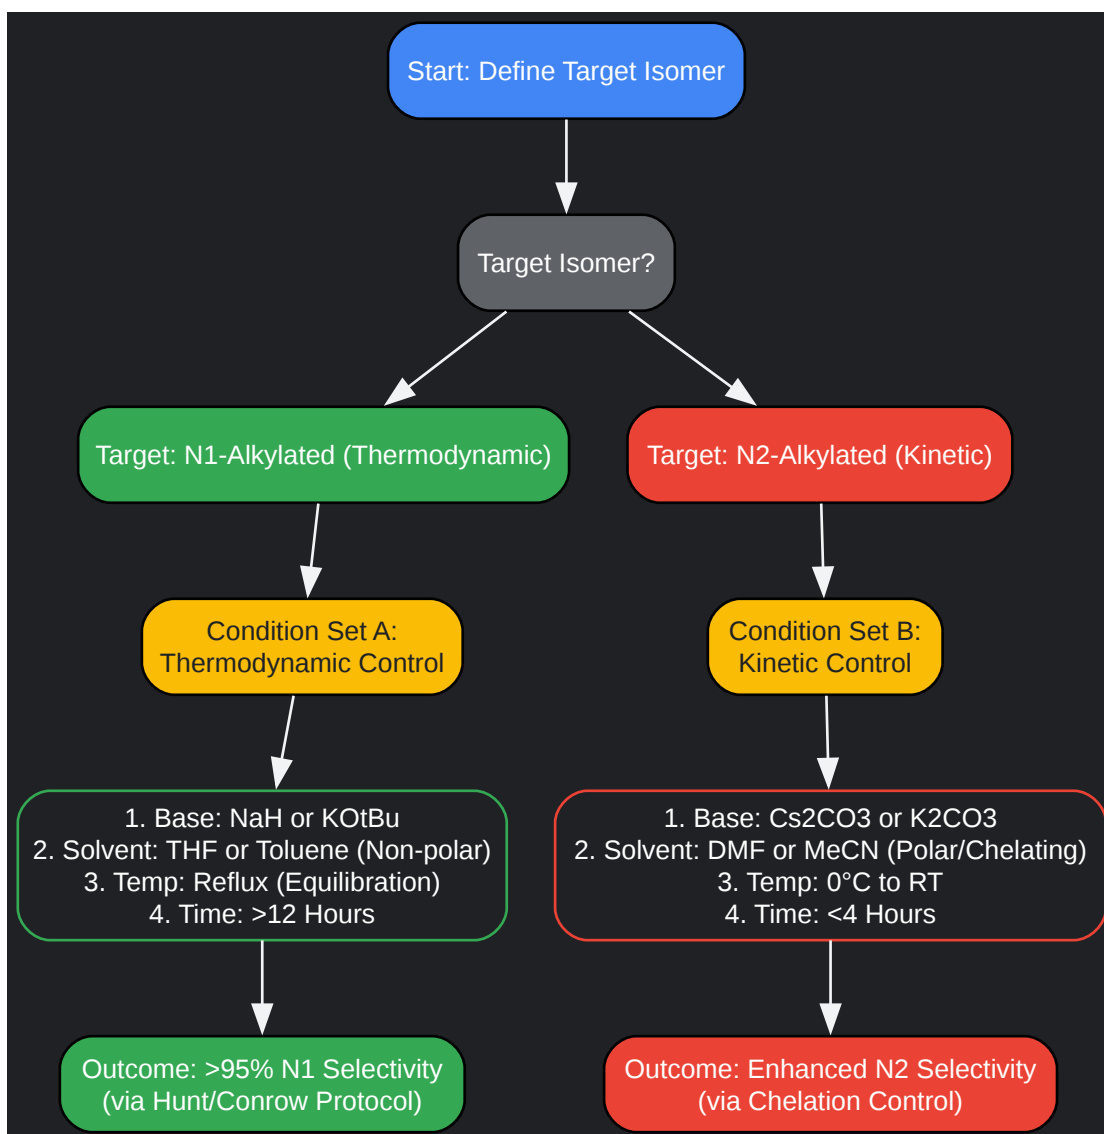 Start: Define Target Isomer
Target Isomer?
Target: N1-Alkylated (Thermodynamic)
Target: N2-Alkylated (Kinetic)
Condition Set A:
Thermodynamic Control
Condition Set B:
Kinetic Control
1. Base: NaH or KOtBu
2. Solvent: THF or Toluene (Non-polar)
3. Temp: Reflux (Equilibration)
4. Time: >12 Hours
1. Base: Cs2CO3 or K2CO3
2. Solvent: DMF or MeCN (Polar/Chelating)
3. Temp: 0°C to RT
4. Time: <4 Hours
Outcome: >95% N1 Selectivity
(via Hunt/Conrow Protocol)
Outcome: Enhanced N2 Selectivity
(via Chelation Control)